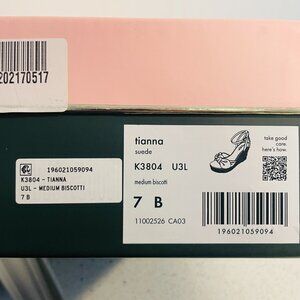 202170517
196021059094
K3804 - TIANNA
U3L - MEDIUM BISCOTTI
7 B
tianna
suede
K3804 U3L
medium biscotti
7 B
11002526 CA03
take good
care.
here's how.
196021059094